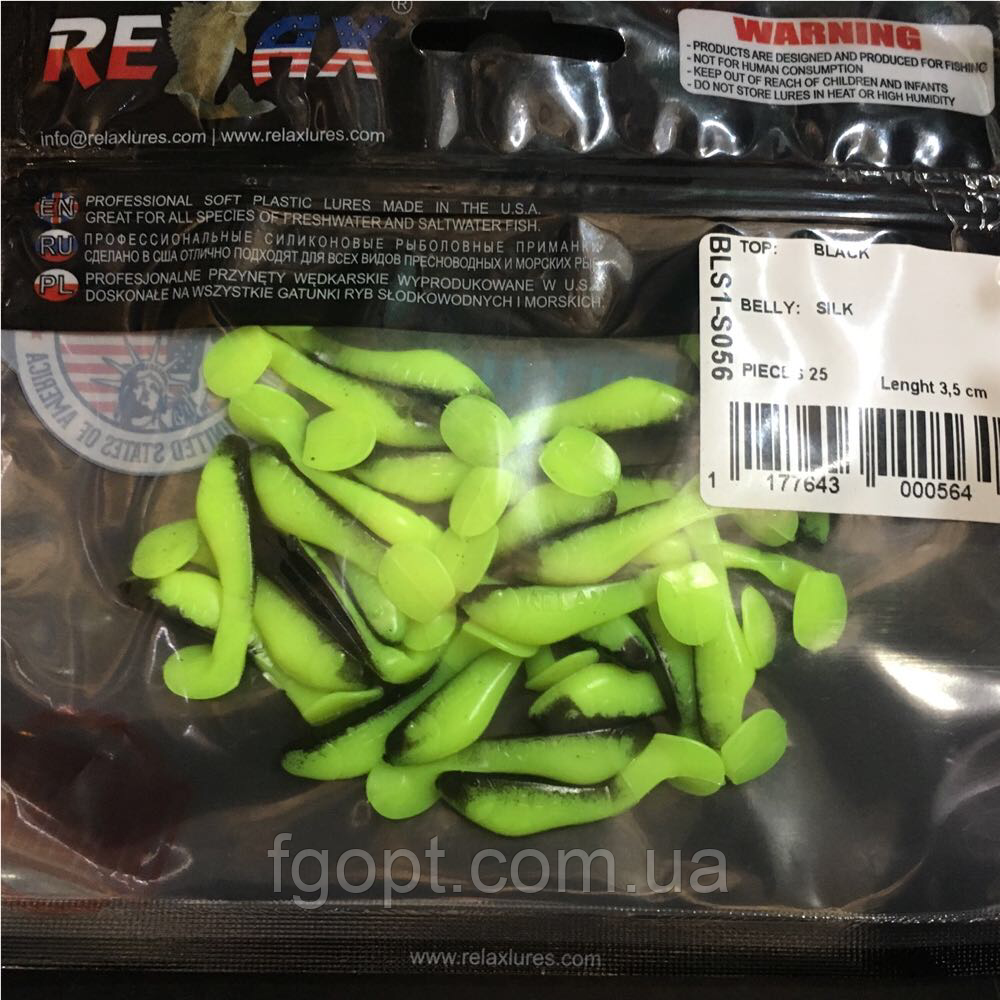 RELAX®
info@relaxlures.com | www.relaxlures.com
WARNING
- PRODUCTS ARE DESIGNED AND PRODUCED FOR FISHING
- NOT FOR HUMAN CONSUMPTION
- KEEP OUT OF REACH OF CHILDREN AND INFANTS
- DO NOT STORE LURES IN HEAT OR HIGH HUMIDITY
EN PROFESSIONAL SOFT PLASTIC LURES MADE IN THE U.S.A.
GREAT FOR ALL SPECIES OF FRESHWATER AND SALTWATER FISH.
RU ПРОФЕССИОНАЛЬНЫЕ СИЛИКОНОВЫЕ РЫБОЛОВНЫЕ ПРИМАНКИ
СДЕЛАНО В США ОТЛИЧНО ПОДХОДЯТ ДЛЯ ВСЕХ ВИДОВ ПРЕСНОВОДНЫХ И МОРСКИХ РЫБ
PL PROFESJONALNE PRZYNĘTY WĘDKARSKIE WYPRODUKOWANE W U.S.
DOSKONAŁE NA WSZYSTKIE GATUNKI RYB SŁODKOWODNYCH I MORSKICH.
BLS1-S056
TOP: BLACK
BELLY: SILK
PIECES 25 Lenght 3,5 cm
1 177643 000564
UNITED STATES OF AMERICA
fgopt.com.ua
www.relaxlures.com